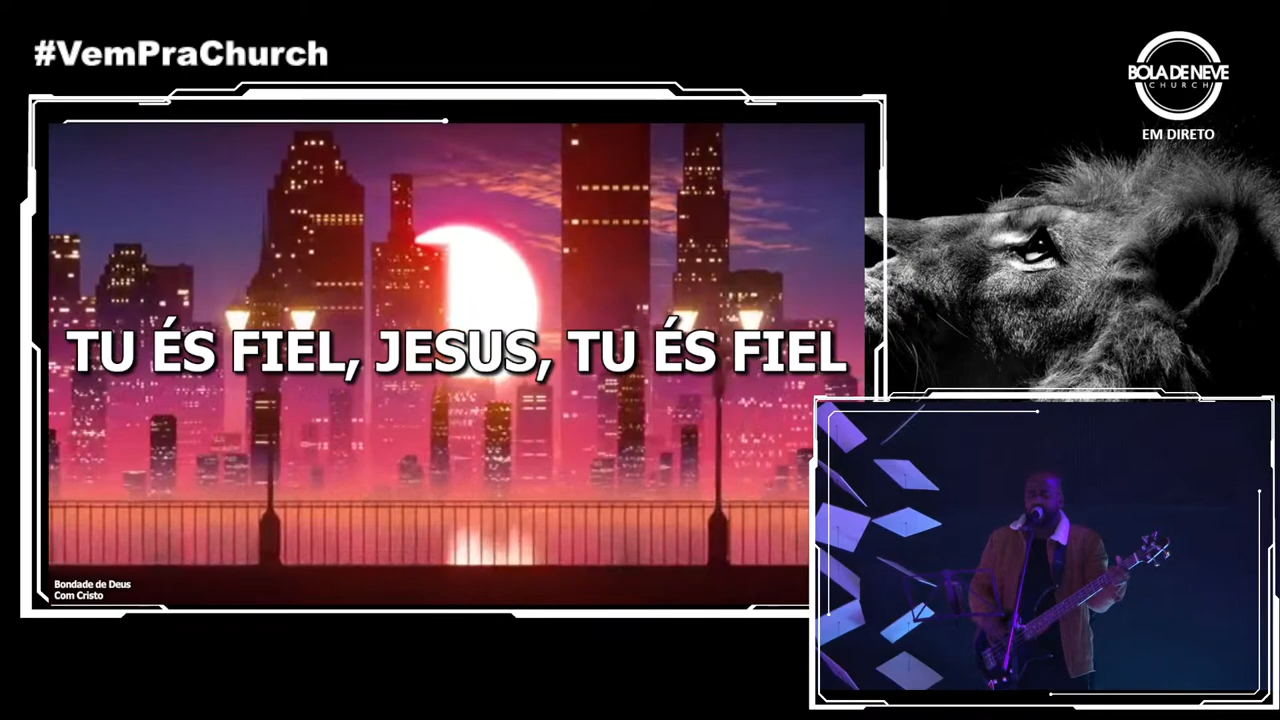 #VemPraChurch
BOLA DE NEVE
CHURCH
EM DIRETO
TU ÉS FIEL, JESUS, TU ÉS FIEL
Bondade de Deus
Com Cristo